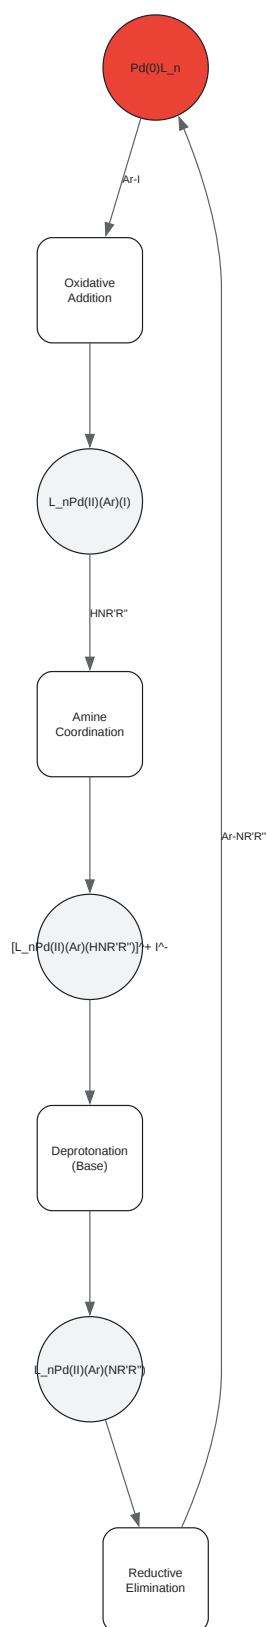 Pd(0)L_n
Ar-I
Oxidative
Addition
L_nPd(II)(Ar)(I)
HNR'R"
Amine
Coordination
Ar-NR'R"
[L_nPd(II)(Ar)(HNR'R")]^+ I^-
Deprotonation
(Base)
L_nPd(II)(Ar)(NR'R")
Reductive
Elimination